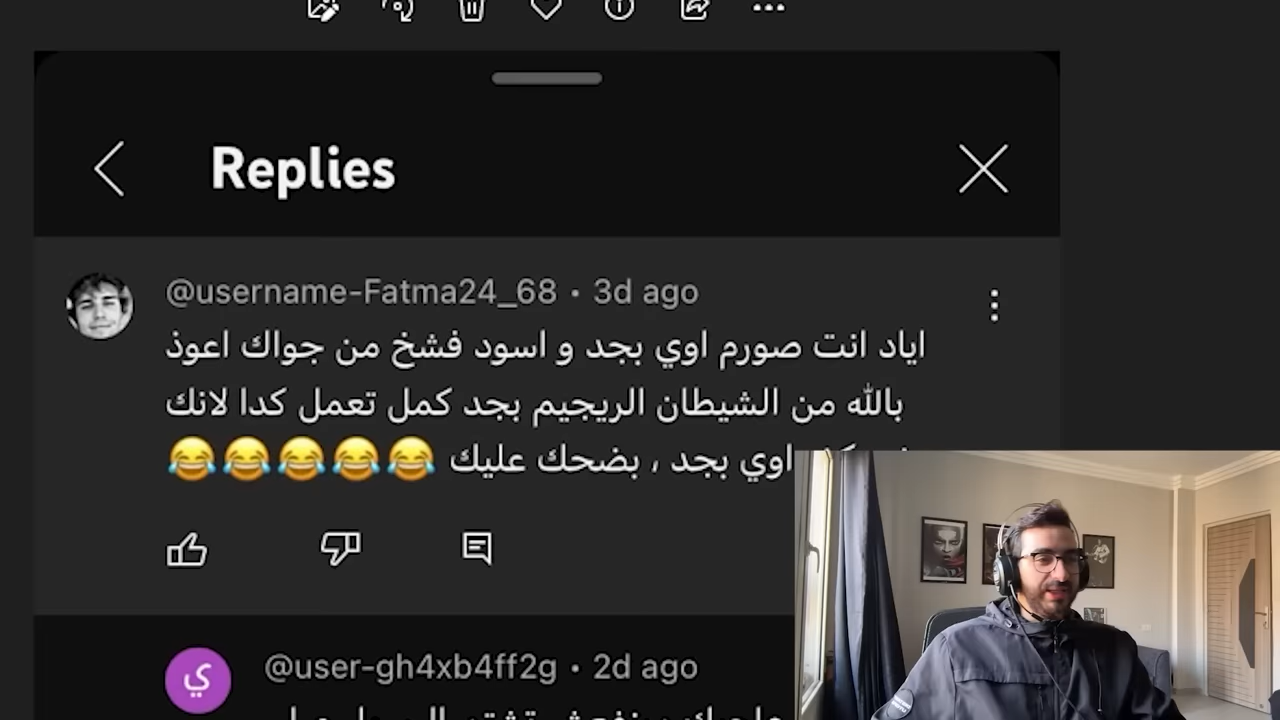 Replies
@username-Fatma24_68 • 3d ago
اياد انت صورم اوي بجد و اسود فشخ من جواك اعوذ
بالله من الشيطان الريجيم بجد كمل تعمل كدا لانك
اوي بجد ، بضحك عليك 😂😂😂😂😂
ي
@user-gh4xb4ff2g • 2d ago